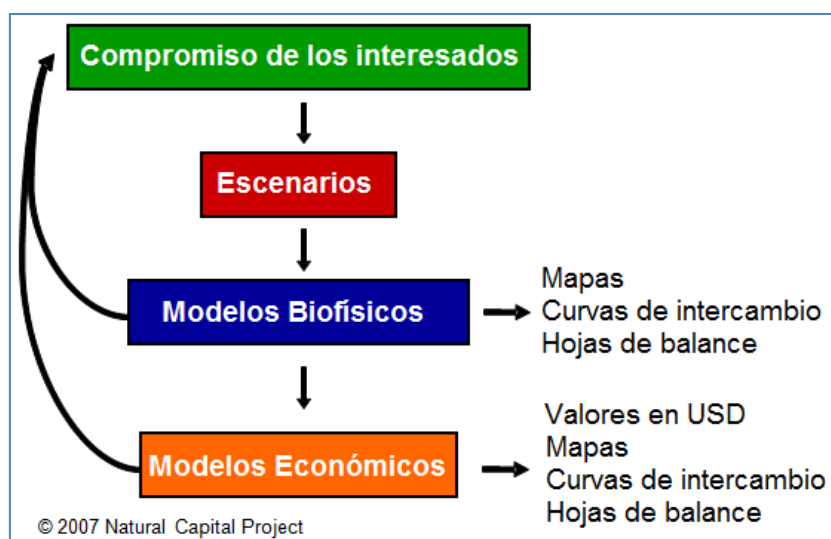 Compromiso de los interesados
Escenarios
Modelos Biofísicos
Mapas
Curvas de intercambio
Hojas de balance
Modelos Económicos
Valores en USD
Mapas
Curvas de intercambio
Hojas de balance
© 2007 Natural Capital Project